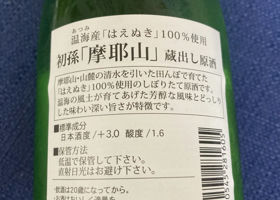 あつみ
温海産「はえぬき」100%使用
初孫「摩耶山」蔵出し原酒
摩耶山・山麓の清水を引いた田んぼで育てた
「はえぬき」100%使用のしぼりたて原酒です。
温海の風土が育てあげた芳醇な風味とどっしり
した味わい深い旨さが特徴です。
■標準成分
日本酒度/+3.0 酸度/1.6
■保管方法
低温で保管して下さい。
直射日光はお避け下さい。
飲酒は20歳になってから。